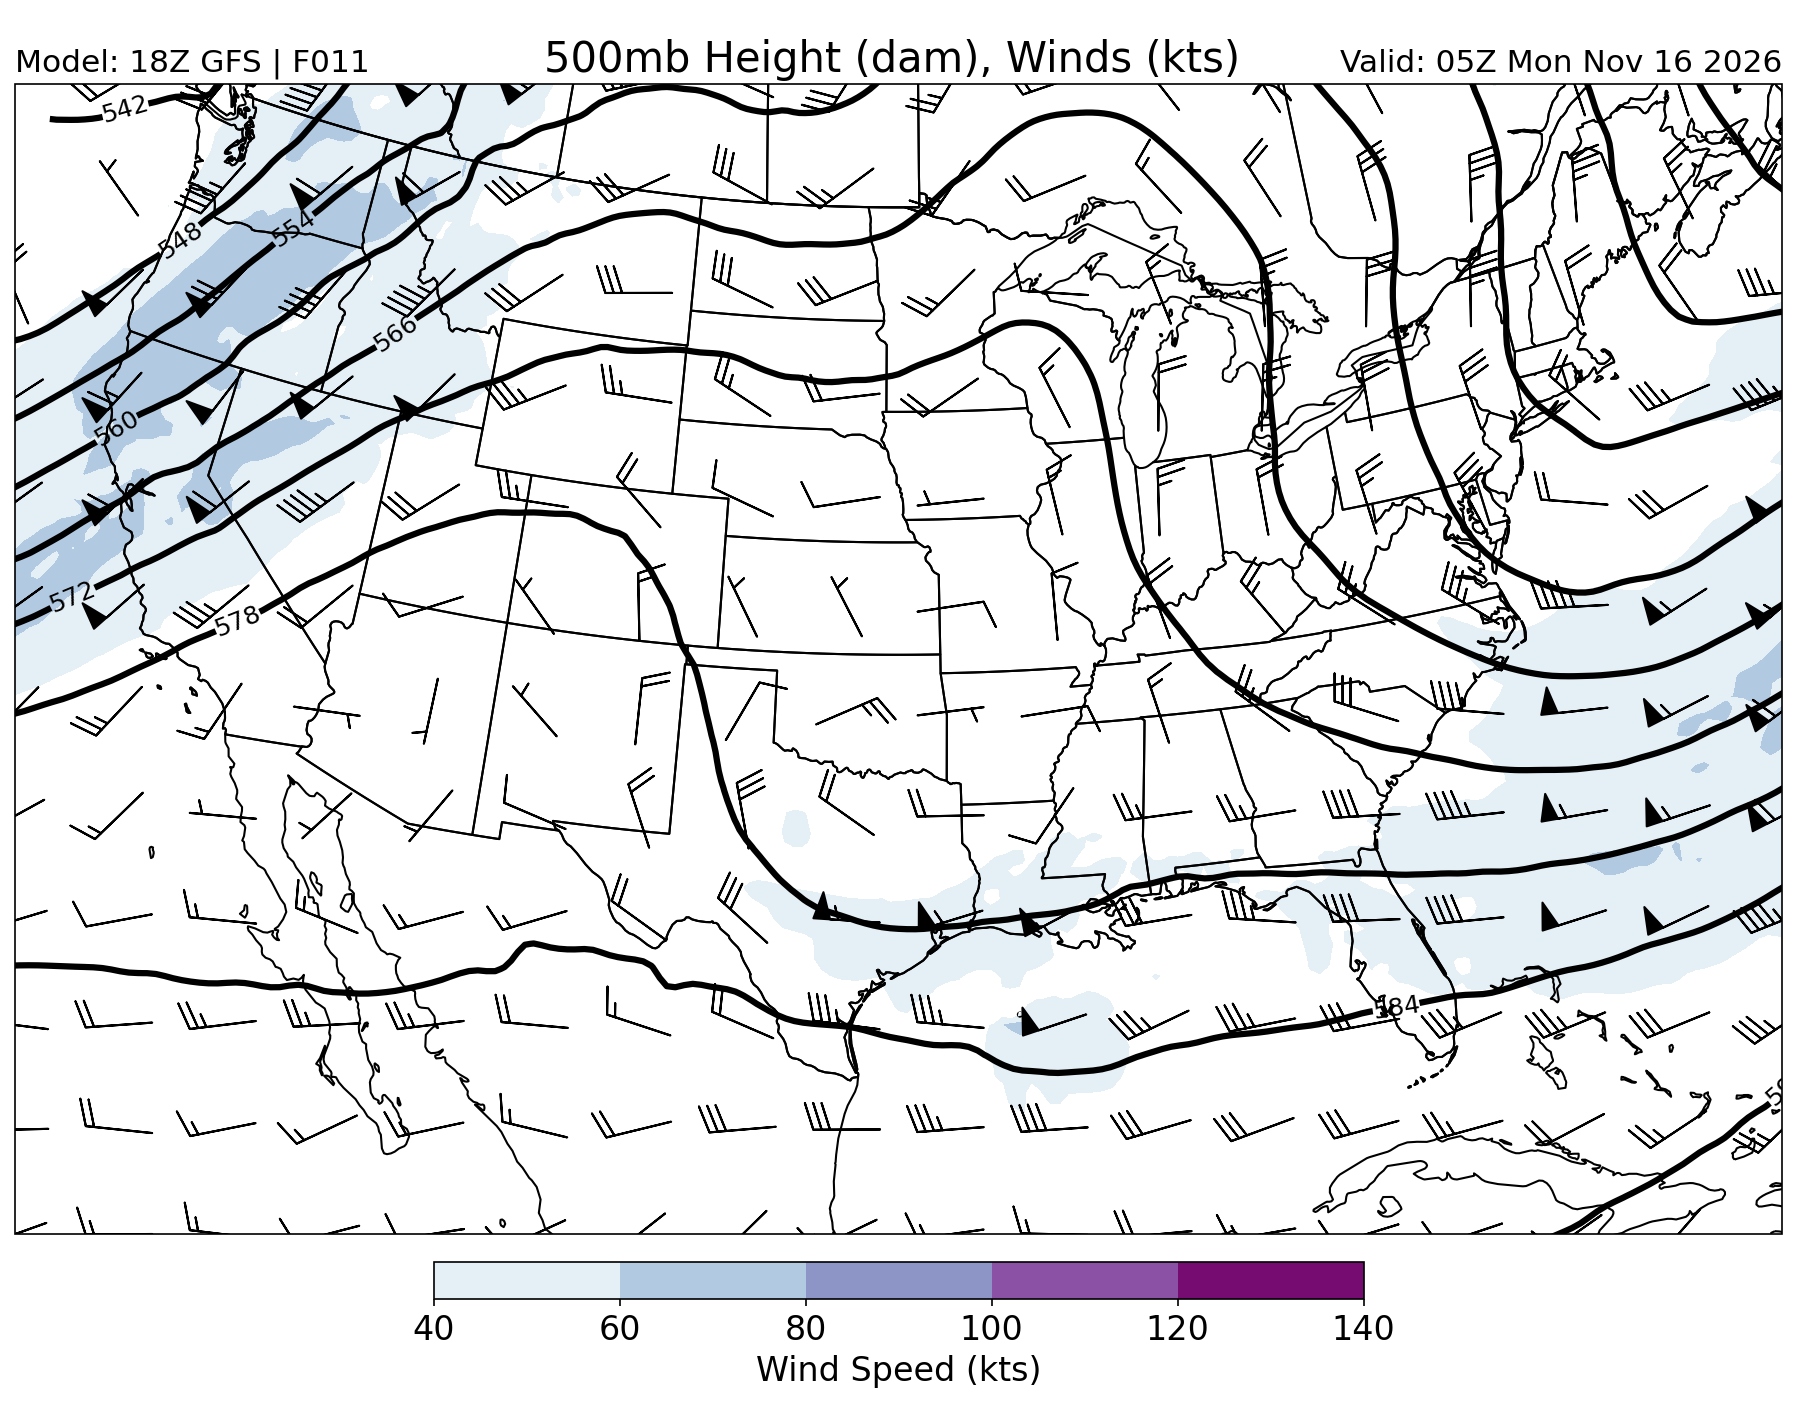 Model: 18Z GFS | F011
500mb Height (dam), Winds (kts)
Valid: 05Z Mon Nov 16 2026
542
548
554
566
560
572
578
584
40 60 80 100 120 140
Wind Speed (kts)